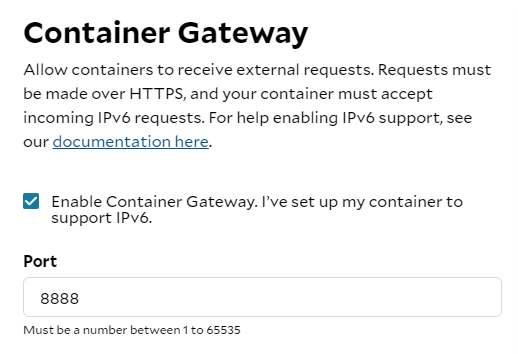 Container Gateway
Allow containers to receive external requests. Requests must
be made over HTTPS, and your container must accept
incoming IPv6 requests. For help enabling IPv6 support, see
our documentation here.
Enable Container Gateway. I've set up my container to
support IPv6.
Port
8888
Must be a number between 1 to 65535